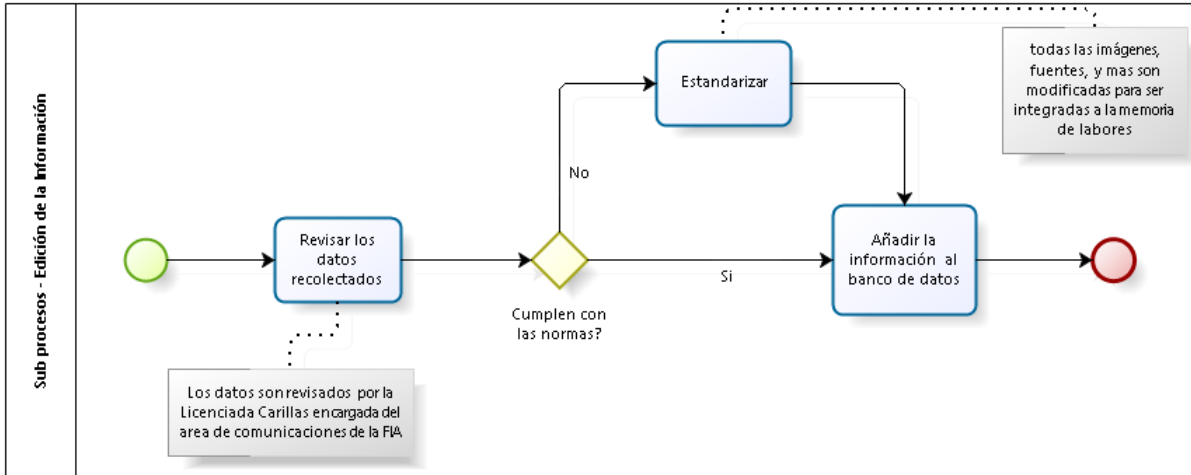 Sub procesos - Edición de la Información
todas las imágenes,
fuentes, y mas son
modificadas para ser
integradas a la memoria
de labores
Estandarizar
No
Revisar los
datos
recolectados
Añadir la
información al
banco de datos
Si
Cumplen con
las normas?
Los datos son revisados por la
Licenciada Carillas encargada del
area de comunicaciones de la FIA